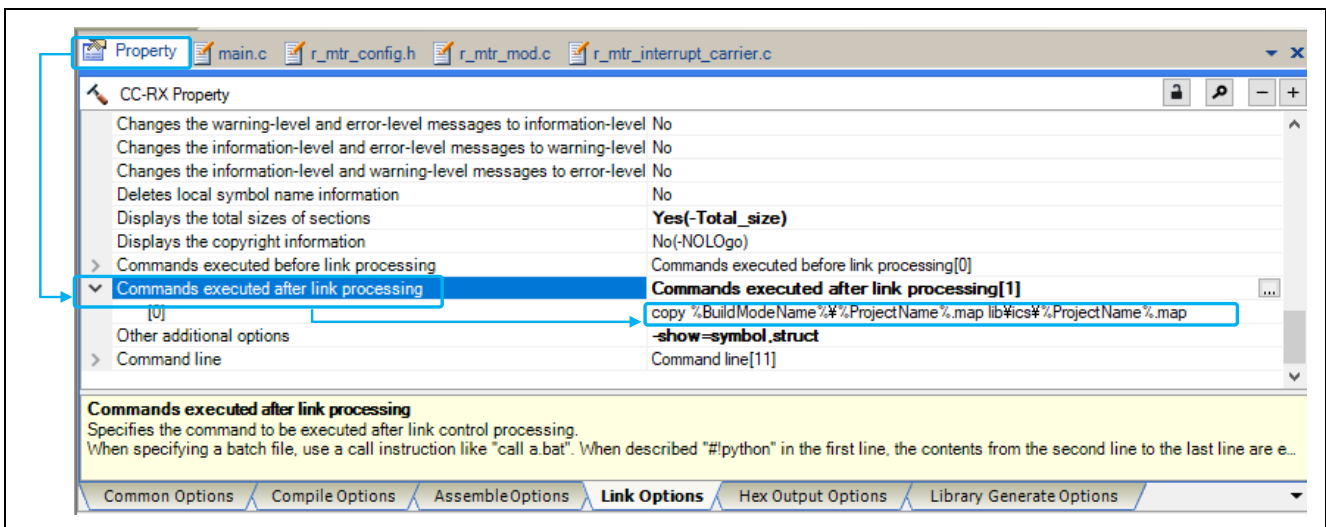 Property main.c r_mtr_config.h r_mtr_mod.c r_mtr_interrupt_carrier.c
CC-RX Property
Changes the warning-level and error-level messages to information-level No
Changes the information-level and error-level messages to warning-level No
Changes the information-level and warning-level messages to error-level No
Deletes local symbol name information No
Displays the total sizes of sections Yes(-Total_size)
Displays the copyright information No(-NOLOgo)
Commands executed before link processing Commands executed before link processing[0]
Commands executed after link processing Commands executed after link processing[1] ...
[0] copy %BuildModeName%¥%ProjectName%.map lib¥ics¥%ProjectName%.map
Other additional options -show=symbol,struct
Command line Command line[11]
Commands executed after link processing
Specifies the command to be executed after link control processing.
When specifying a batch file, use a call instruction like "call a.bat". When described "#!python" in the first line, the contents from the second line to the last line are e...
Common Options Compile Options Assemble Options Link Options Hex Output Options Library Generate Options